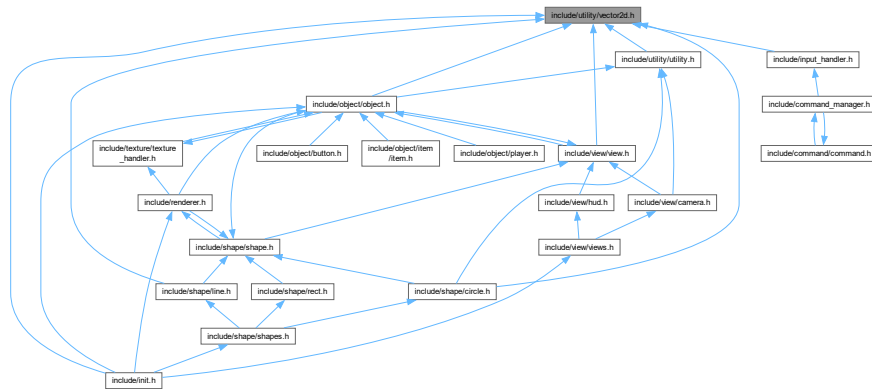 include/utility/vector2d.h
include/utility/utility.h
include/input_handler.h
include/object/object.h
include/command_manager.h
include/texture/texture
_handler.h
include/object/button.h
include/object/item
/item.h
include/object/player.h
include/view/view.h
include/command/command.h
include/renderer.h
include/view/hud.h
include/view/camera.h
include/shape/shape.h
include/view/views.h
include/shape/line.h
include/shape/rect.h
include/shape/circle.h
include/shape/shapes.h
include/init.h